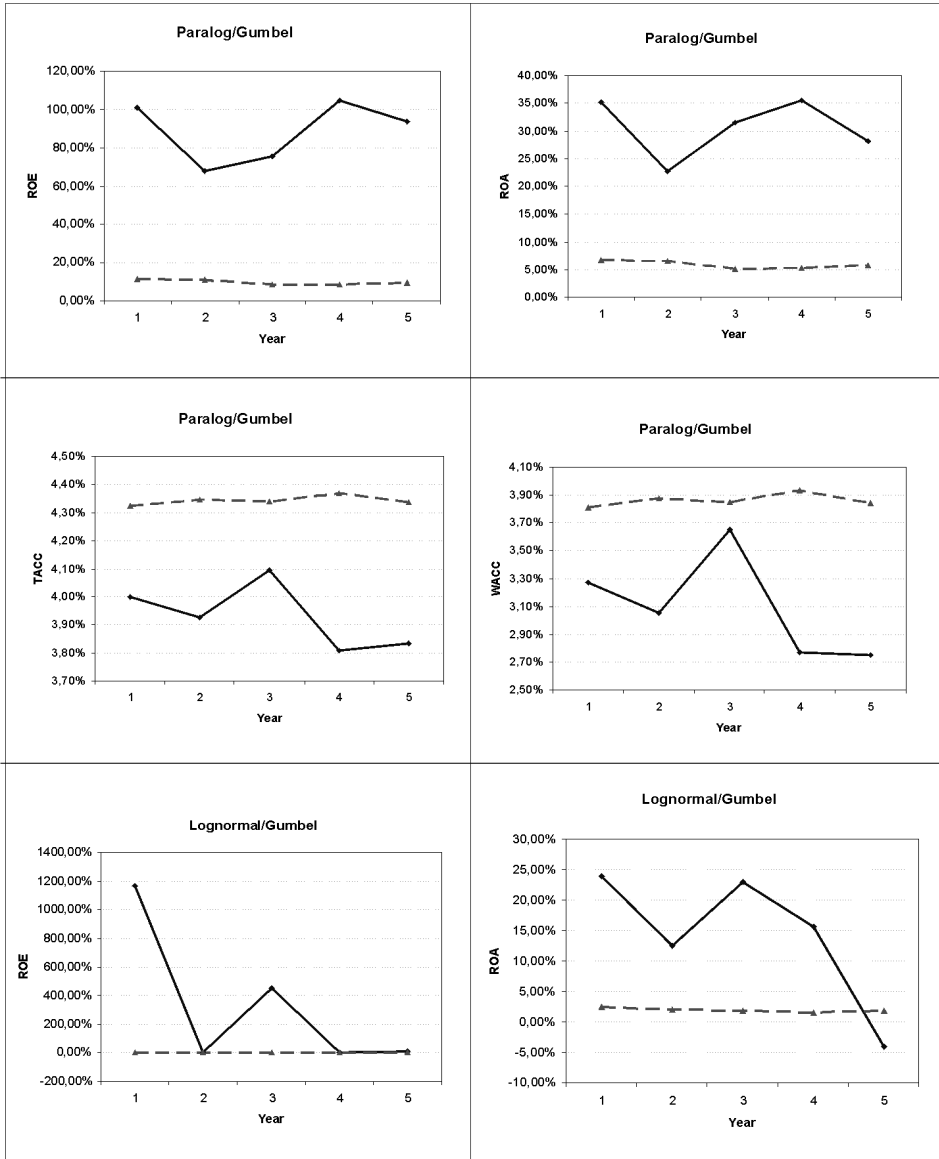 Paralog/Gumbel
120,00%
100,00%
80,00%
60,00%
40,00%
20,00%
0,00%
ROE
1 2 3 4 5
Year
Paralog/Gumbel
40,00%
35,00%
30,00%
25,00%
20,00%
15,00%
10,00%
5,00%
0,00%
ROA
1 2 3 4 5
Year
Paralog/Gumbel
4,50%
4,40%
4,30%
4,20%
4,10%
4,00%
3,90%
3,80%
3,70%
TACC
1 2 3 4 5
Year
Paralog/Gumbel
4,10%
3,90%
3,70%
3,50%
3,30%
3,10%
2,90%
2,70%
2,50%
WACC
1 2 3 4 5
Year
Lognormal/Gumbel
1400,00%
1200,00%
1000,00%
800,00%
600,00%
400,00%
200,00%
0,00%
-200,00%
ROE
1 2 3 4 5
Year
Lognormal/Gumbel
30,00%
25,00%
20,00%
15,00%
10,00%
5,00%
0,00%
-5,00%
-10,00%
ROA
1 2 3 4 5
Year